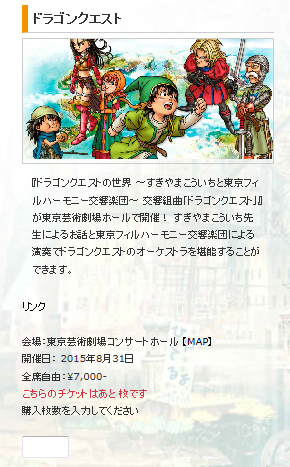 ドラゴンクエスト
『ドラゴンクエストの世界 ～すぎやまこういちと東京フィ
ルハーモニー交響楽団～ 交響組曲「ドラゴンクエスト」』
が東京芸術劇場ホールで開催！ すぎやまこういち先
生によるお話と東京フィルハーモニー交響楽団による
演奏でドラゴンクエストのオーケストラを堪能することが
できます。
リンク
会場：東京芸術劇場コンサートホール 【MAP】
開催日： 2015年8月31日
全席自由：¥7,000-
こちらのチケットはあと 枚です
購入枚数を入力してください